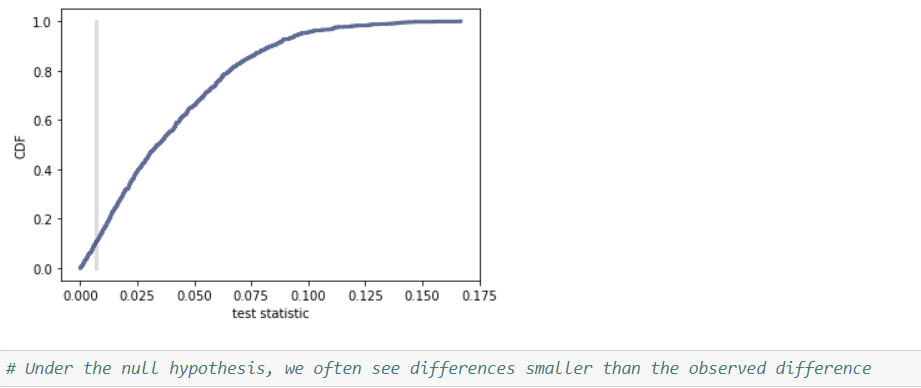 1.0
0.8
0.6
0.4
0.2
0.0
CDF
0.000 0.025 0.050 0.075 0.100 0.125 0.150 0.175
test statistic
# Under the null hypothesis, we often see differences smaller than the observed difference